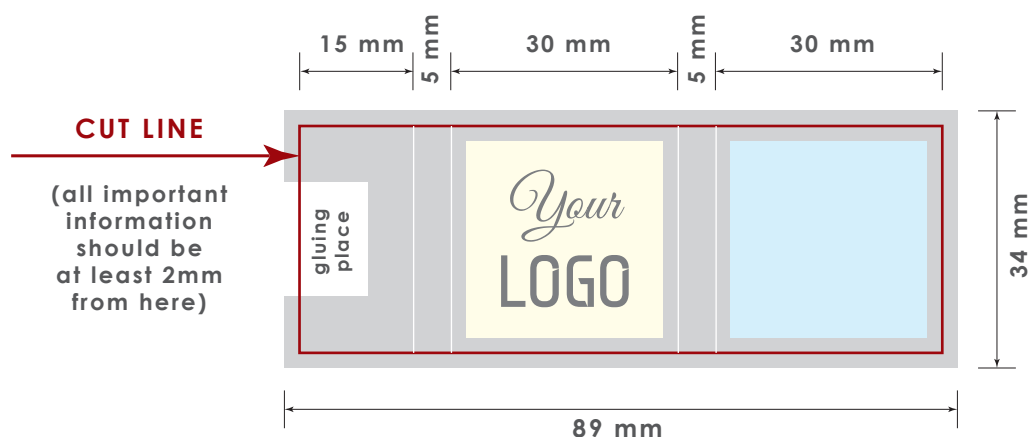 15 mm
5 mm
30 mm
5 mm
30 mm
CUT LINE
(all important
information
should be
at least 2mm
from here)
gluing
place
Your
LOGO
34 mm
89 mm